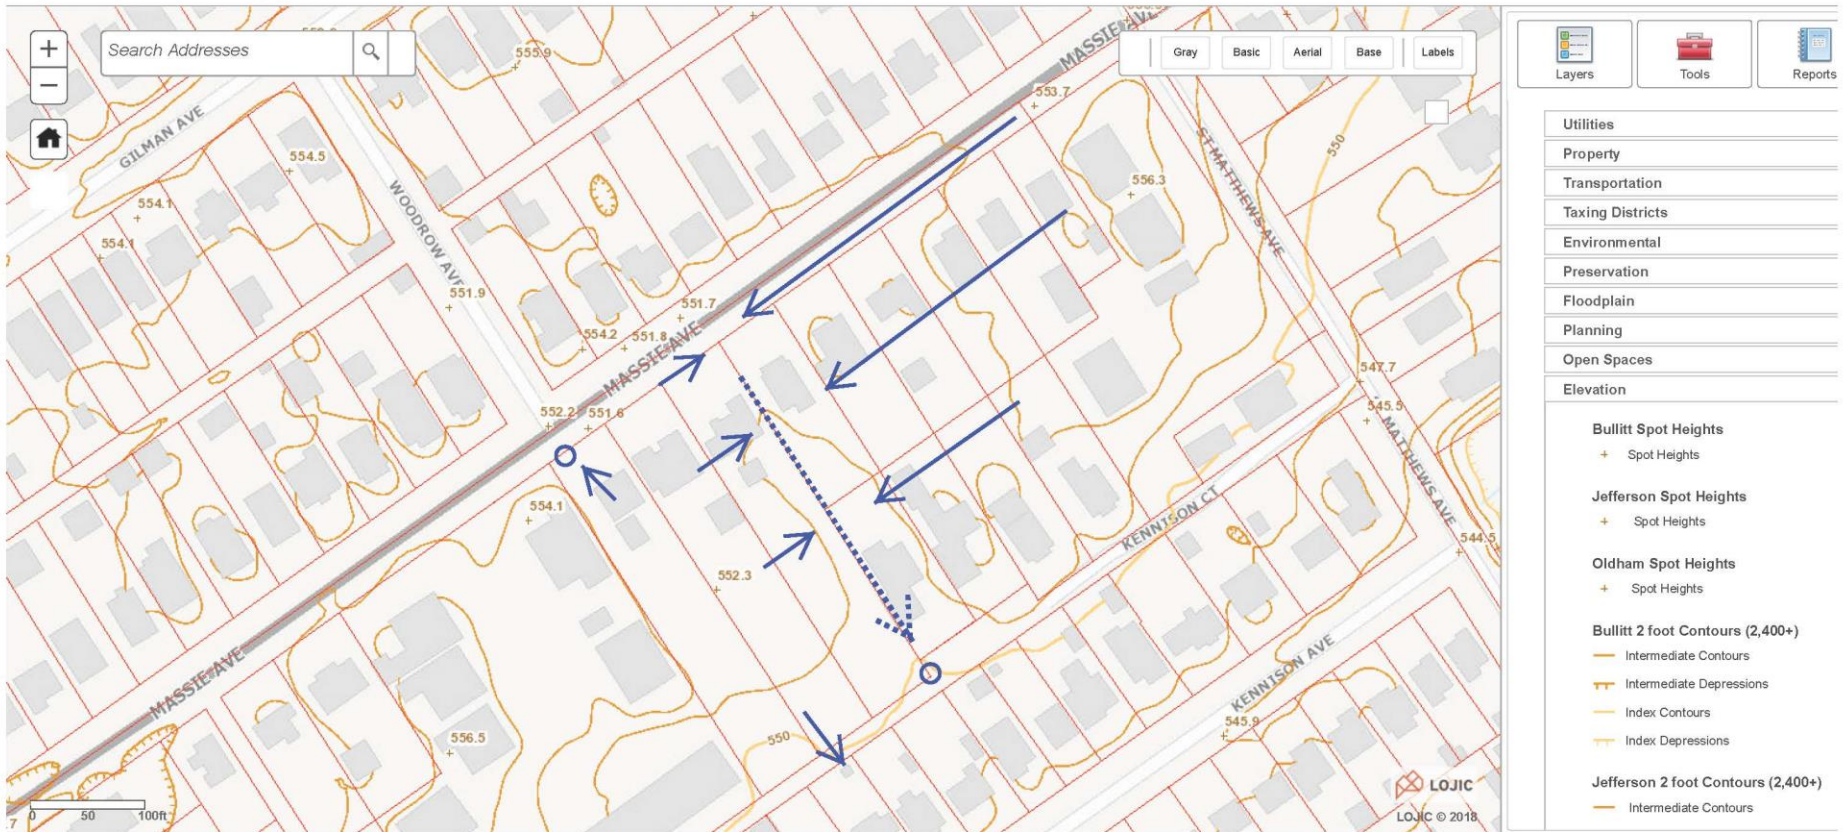 Search Addresses
Gray
Basic
Aerial
Base
Labels
Layers
Tools
Reports
Utilities
Property
Transportation
Taxing Districts
Environmental
Preservation
Floodplain
Planning
Open Spaces
Elevation
Bullitt Spot Heights
+ Spot Heights
Jefferson Spot Heights
+ Spot Heights
Oldham Spot Heights
+ Spot Heights
Bullitt 2 foot Contours (2,400+)
Intermediate Contours
Intermediate Depressions
Index Contours
Index Depressions
Jefferson 2 foot Contours (2,400+)
Intermediate Contours
MASSIE AVE
555.9
553.7
GILMAN AVE
554.5
554.1
554.1
WOODROW AVE
551.9
556.3
550
ST MATTHEWS AVE
551.7
554.2
551.8
MASSIE AVE
552.2
551.6
547.7
545.5
MATTHEWS AVE
554.1
KENNISON CT
544.5
552.3
MASSIE AVE
KENNISON AVE
545.9
556.5
550
LOJIC
LOJIC © 2018
0
50
100ft
7